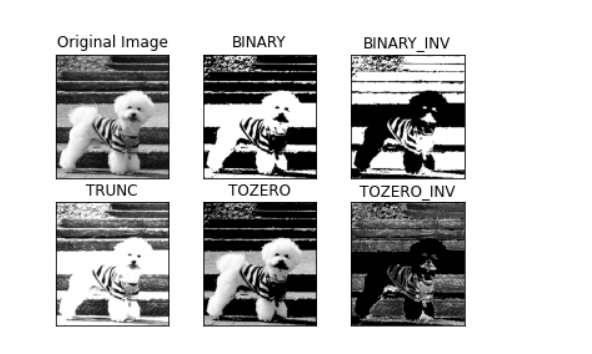 Original Image
BINARY
BINARY_INV
TRUNC
TOZERO
TOZERO_INV